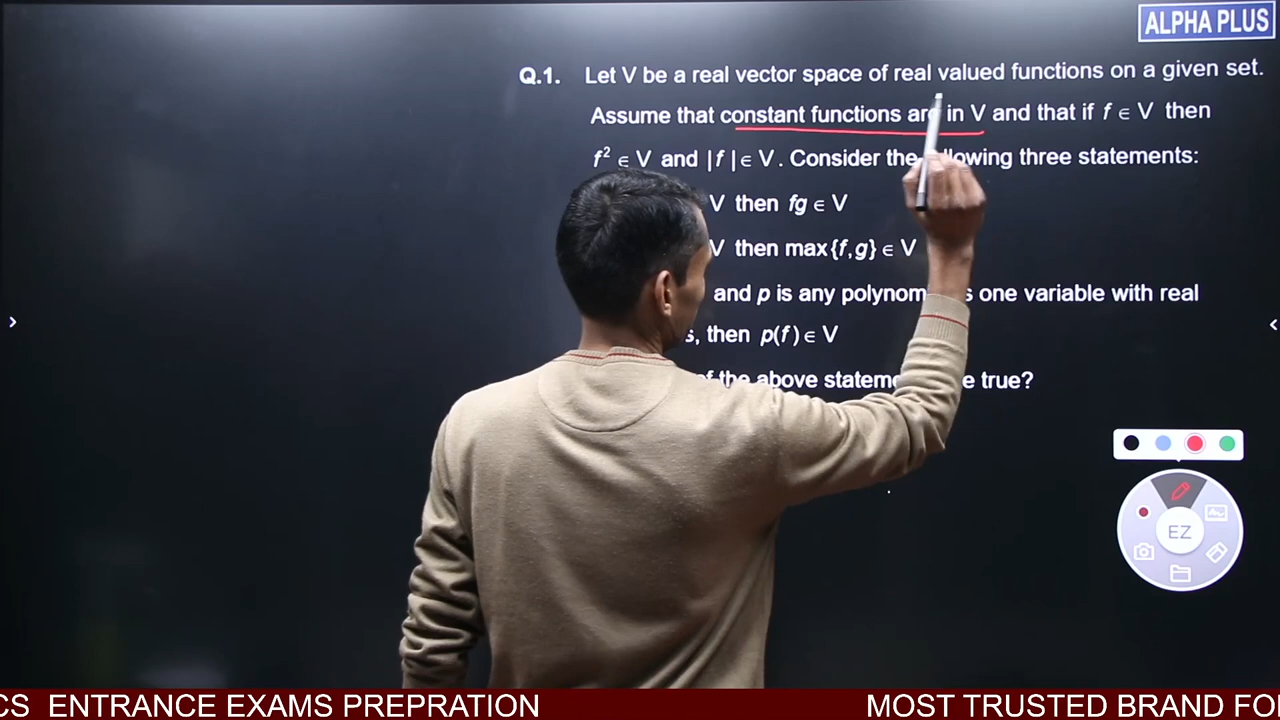 ALPHA PLUS
Q.1. Let V be a real vector space of real valued functions on a given set.
Assume that constant functions are in V and that if f ∈ V then
f² ∈ V and |f| ∈ V. Consider the following three statements:
V then fg ∈ V
V then max{f,g} ∈ V
and p is any polynom s one variable with real
s, then p(f) ∈ V
of the above stateme e true?
EZ
CS ENTRANCE EXAMS PREPRATION
MOST TRUSTED BRAND FO